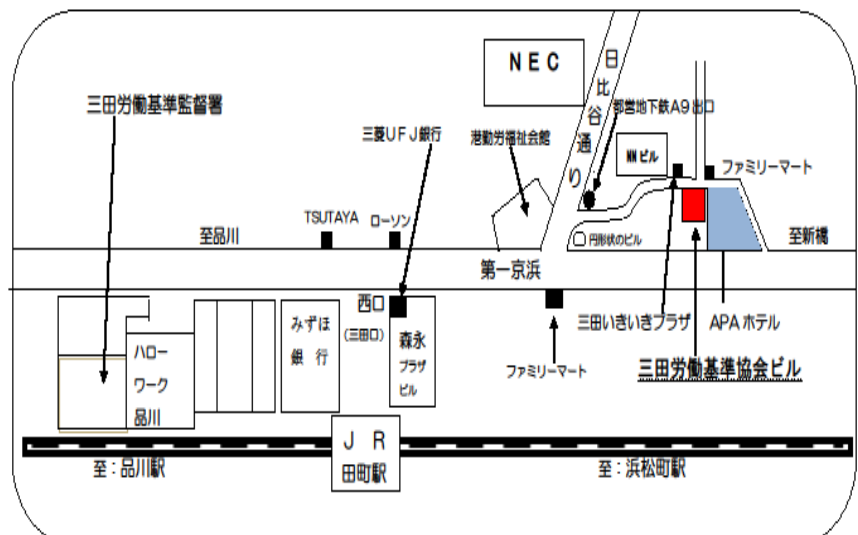 NEC
日比谷通り
三田労働基準監督署
都営地下鉄A9出口
三菱UFJ銀行
港勤労福祉会館
NNビル
ファミリーマート
TSUTAYA
ローソン
至品川
円形状のビル
至新橋
第一京浜
西口
(三田口)
みずほ
銀 行
森永
プラザ
ビル
ハロー
ワーク
品川
ファミリーマート
三田いきいきプラザ
APAホテル
三田労働基準協会ビル
J R
田町駅
至:品川駅
至:浜松町駅